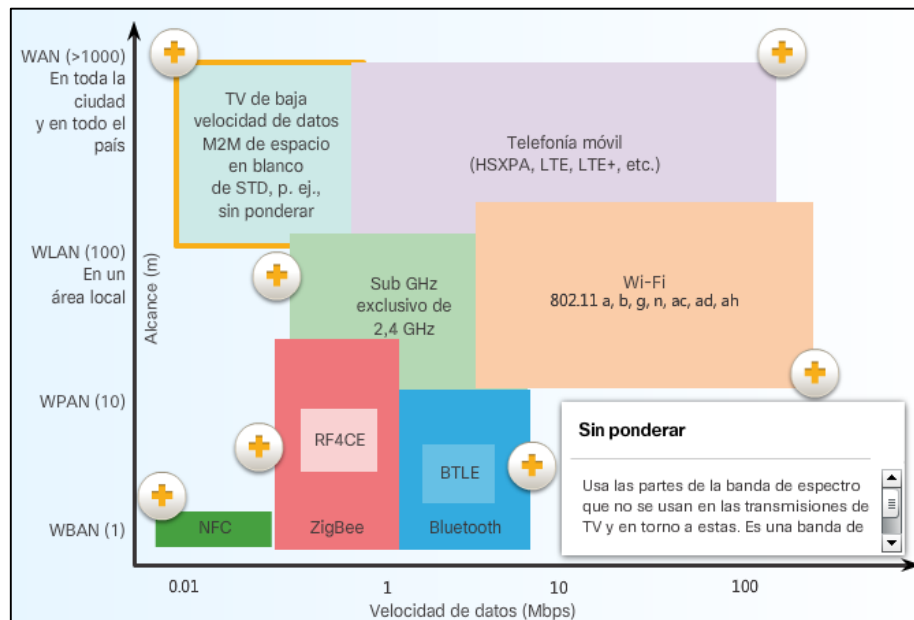 WAN (>1000)
En toda la
ciudad
y en todo el
país
TV de baja
velocidad de datos
M2M de espacio
en blanco
de STD, p. ej.,
sin ponderar
Telefonía móvil
(HSXPA, LTE, LTE+, etc.)
WLAN (100)
En un
área local
Alcance (m)
Sub GHz
exclusivo de
2,4 GHz
Wi-Fi
802.11 a, b, g, n, ac, ad, ah
WPAN (10)
RF4CE
BTLE
Sin ponderar
Usa las partes de la banda de espectro
que no se usan en las transmisiones de
TV y en torno a estas. Es una banda de
WBAN (1)
NFC
ZigBee
Bluetooth
0.01
1
10
100
Velocidad de datos (Mbps)